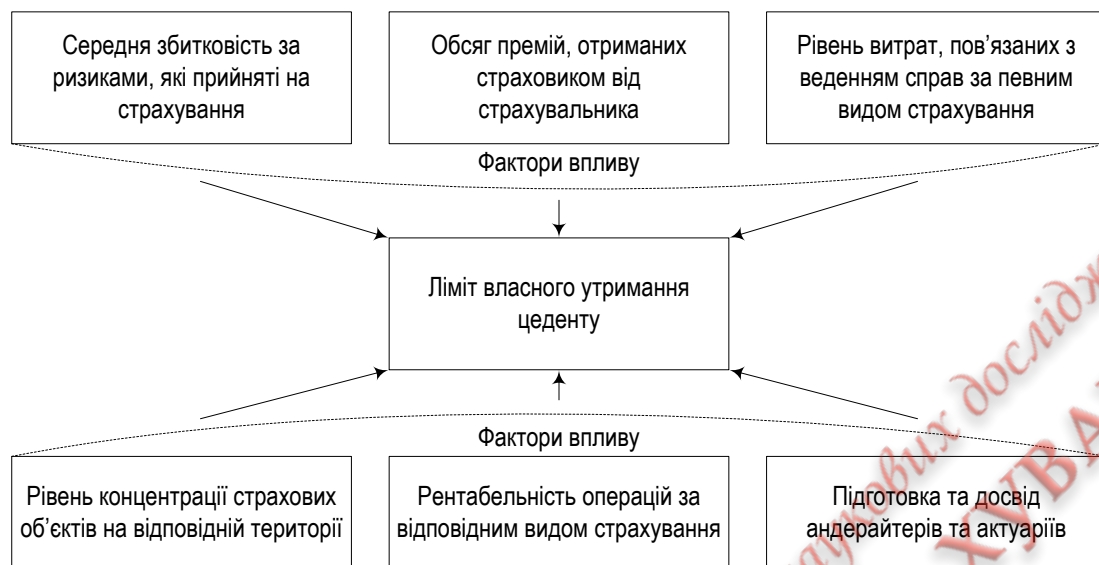 Середня збитковість за
ризиками, які прийняті на
страхування
Обсяг премій, отриманих
страховиком від
страхувальника
Рівень витрат, пов’язаних з
веденням справ за певним
видом страхування
Фактори впливу
Ліміт власного утримання
цеденту
Фактори впливу
Рівень концентрації страхових
об’єктів на відповідній території
Рентабельність операцій за
відповідним видом страхування
Підготовка та досвід
андерайтерів та актуаріїв